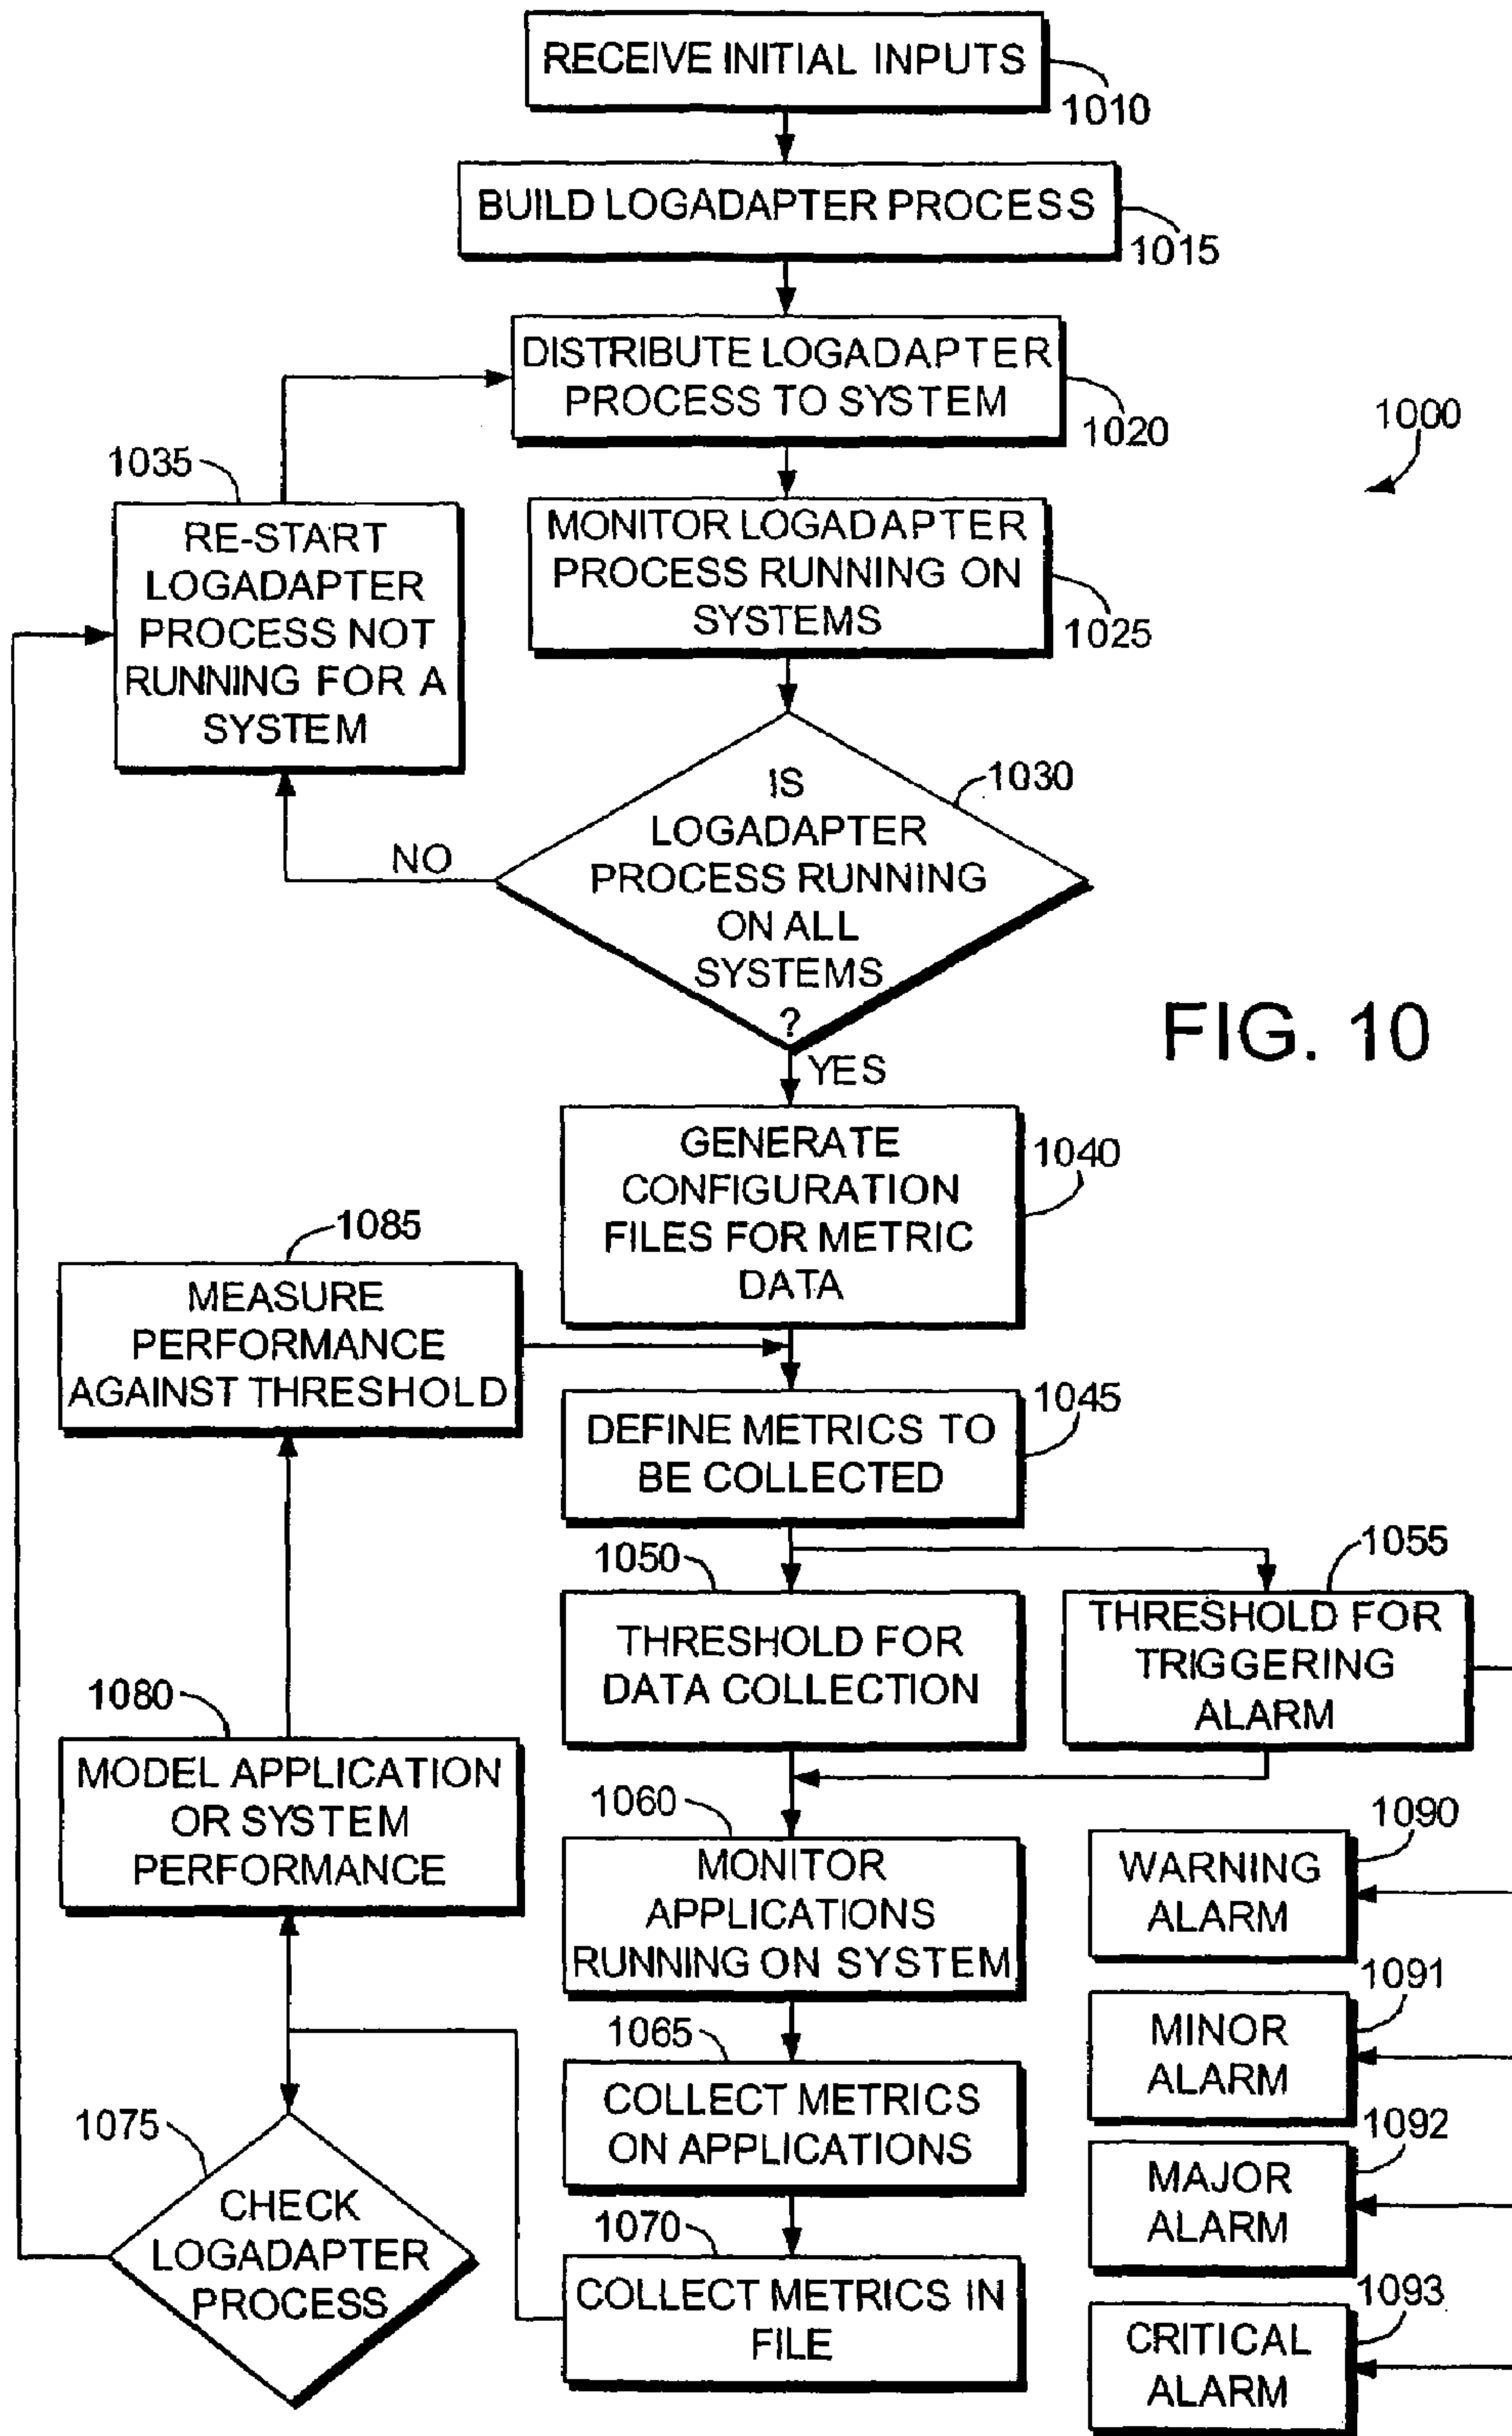 RECEIVE INITIAL INPUTS
1010
BUILD LOGADAPTER PROCESS
1015
DISTRIBUTE LOGADAPTER
PROCESS TO SYSTEM
1020
1000
1035
RE-START
LOGADAPTER
PROCESS NOT
RUNNING FOR A
SYSTEM
MONITOR LOGADAPTER
PROCESS RUNNING ON
SYSTEMS
1025
IS
LOGADAPTER
PROCESS RUNNING
ON ALL
SYSTEMS
?
1030
NO
YES
FIG. 10
GENERATE
CONFIGURATION
FILES FOR METRIC
DATA
1040
1085
MEASURE
PERFORMANCE
AGAINST THRESHOLD
DEFINE METRICS TO
BE COLLECTED
1045
1050
THRESHOLD FOR
DATA COLLECTION
1055
THRESHOLD FOR
TRIGGERING
ALARM
1080
MODEL APPLICATION
OR SYSTEM
PERFORMANCE
1060
MONITOR
APPLICATIONS
RUNNING ON SYSTEM
1090
WARNING
ALARM
1065
COLLECT METRICS
ON APPLICATIONS
1091
MINOR
ALARM
1075
CHECK
LOGADAPTER
PROCESS
1070
COLLECT METRICS IN
FILE
1092
MAJOR
ALARM
1093
CRITICAL
ALARM